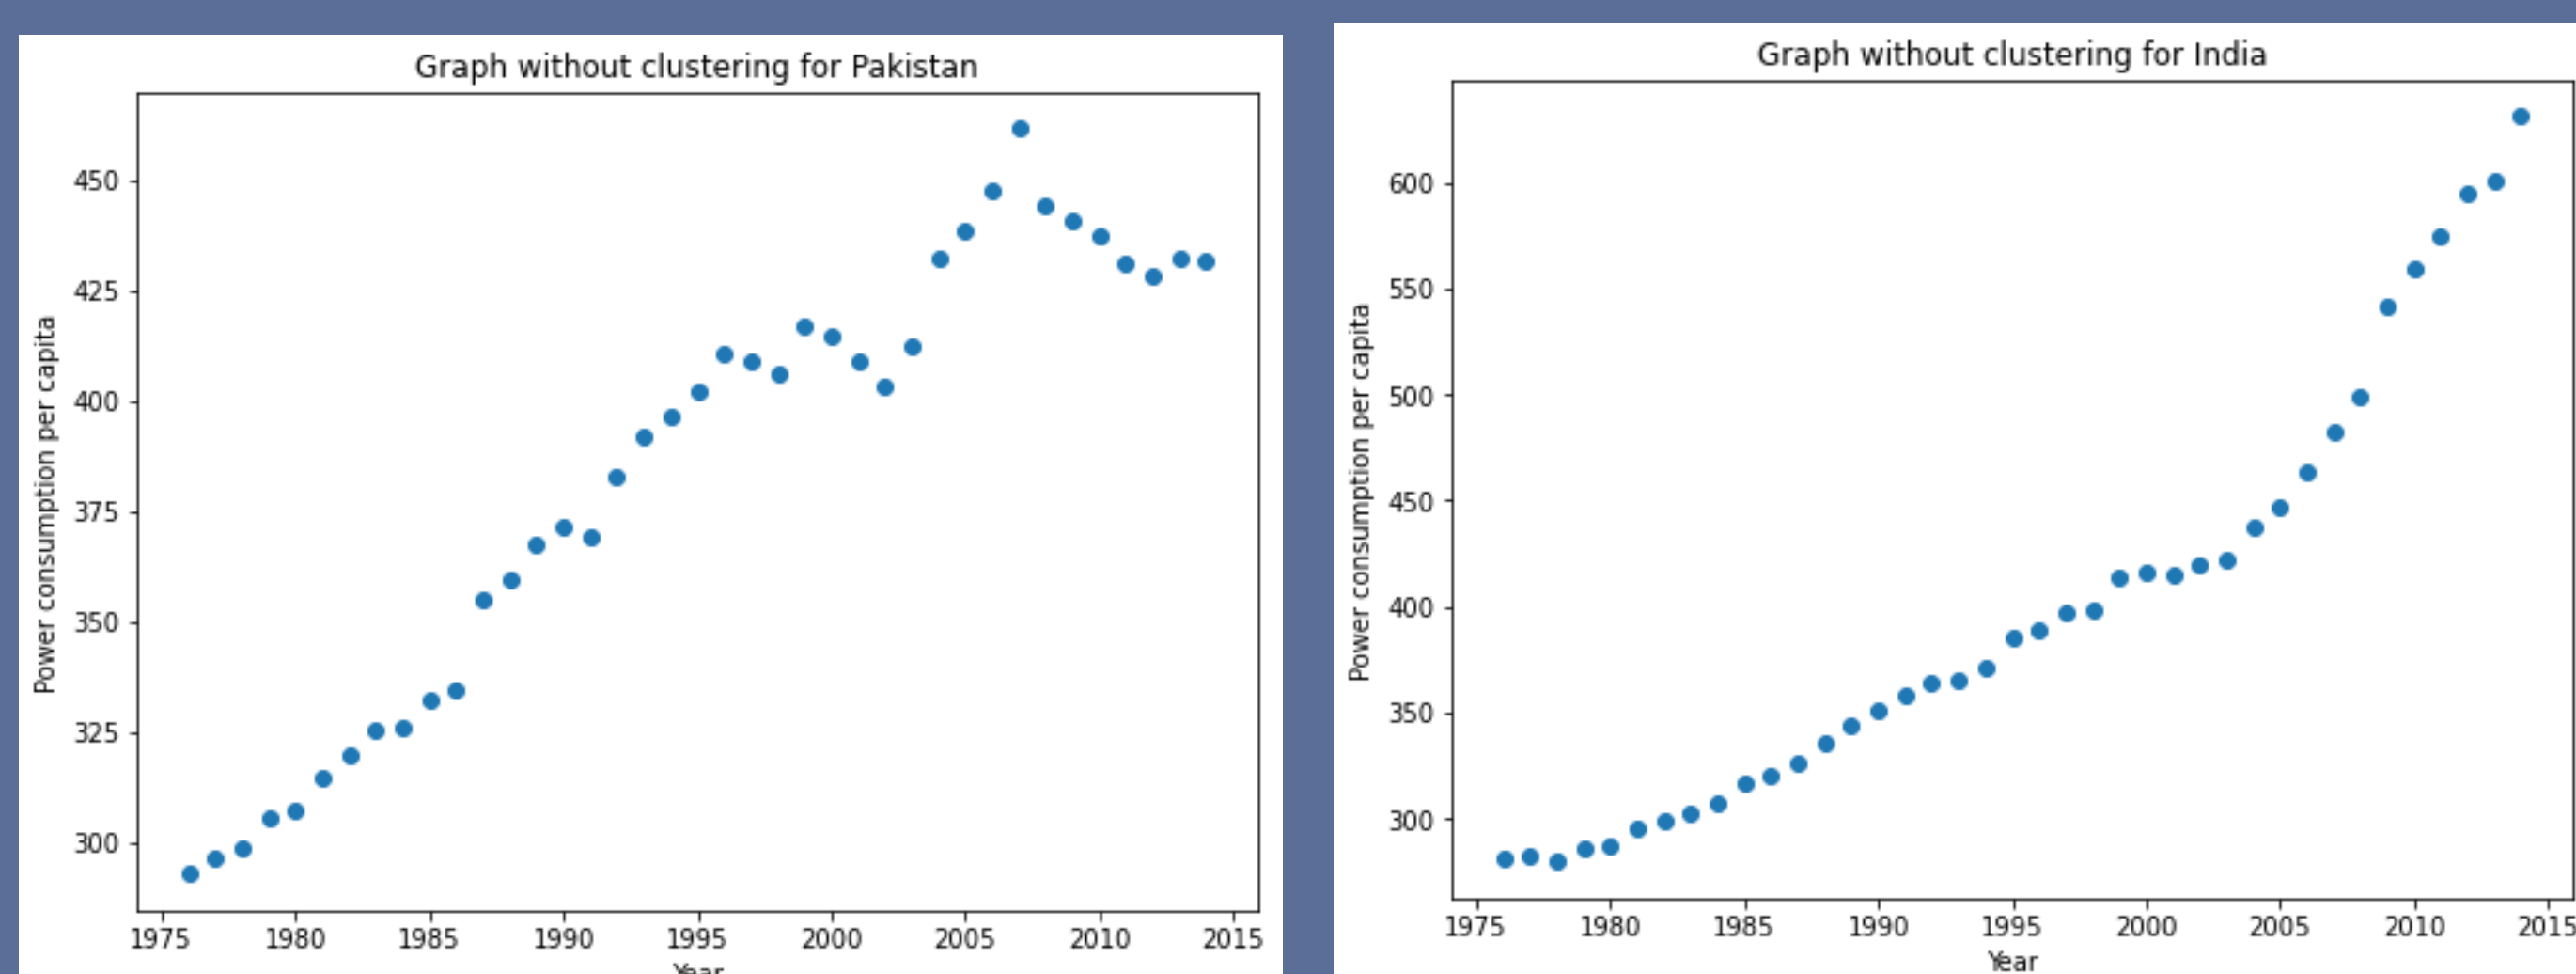 Graph without clustering for Pakistan
Power consumption per capita
450
425
400
375
350
325
300
1975 1980 1985 1990 1995 2000 2005 2010 2015
Year
Graph without clustering for India
Power consumption per capita
600
550
500
450
400
350
300
1975 1980 1985 1990 1995 2000 2005 2010 2015
Year